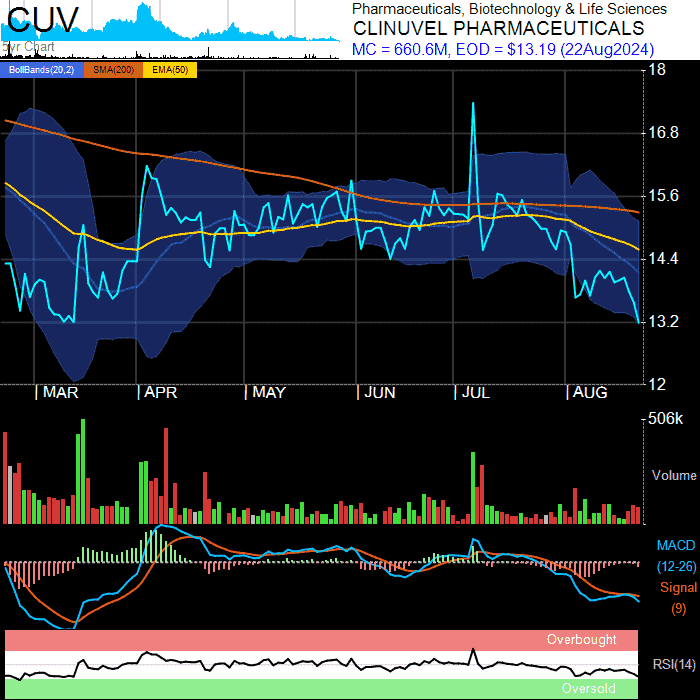 CUV
5yr Chart
Pharmaceuticals, Biotechnology & Life Sciences
CLINUVEL PHARMACEUTICALS
MC = 660.6M, EOD = $13.19 (22Aug2024)
BollBands(20,2) SMA(200) EMA(50)
18
16.8
15.6
14.4
13.2
12
MAR APR MAY JUN JUL AUG
506k
Volume
MACD
(12-26)
Signal
(9)
Overbought
RSI(14)
Oversold